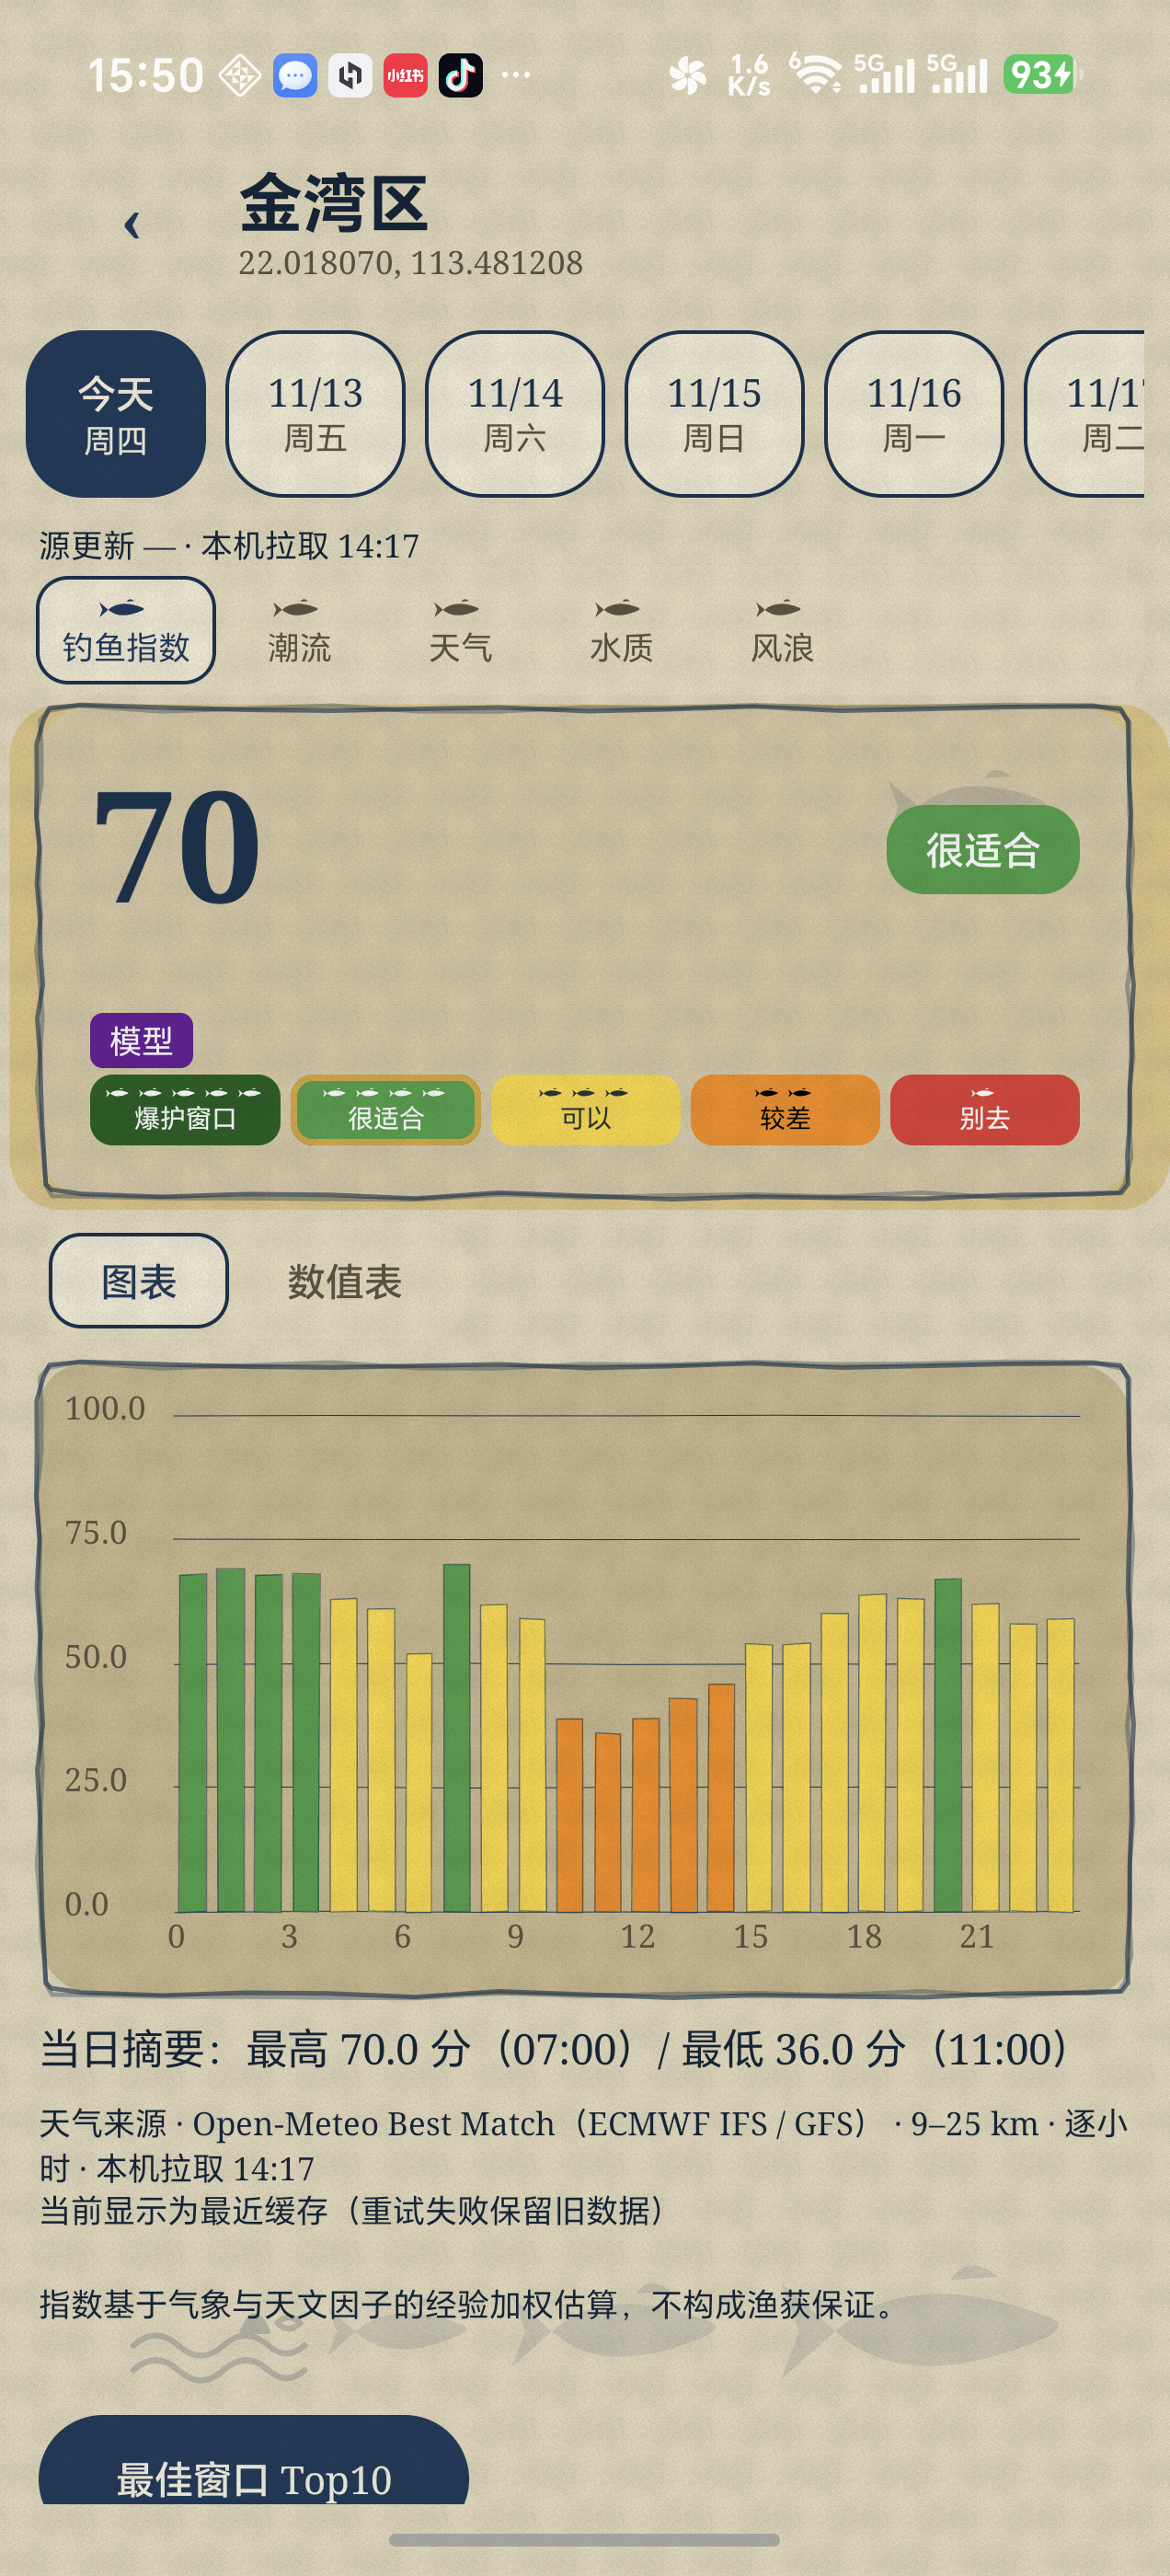 15:50
小红书
1.6 K/s
6
5G
5G
93
‹
金湾区
22.018070, 113.481208
今天
周四
11/13
周五
11/14
周六
11/15
周日
11/16
周一
周二
源更新 — · 本机拉取 14:17
钓鱼指数
潮流
天气
水质
风浪
70
很适合
模型
爆护窗口
很适合
可以
较差
别去
图表
数值表
100.0
75.0
50.0
25.0
0.0
0 3 6 9 12 15 18 21
当日摘要：最高 70.0 分（07:00）/ 最低 36.0 分（11:00）
天气来源 · Open-Meteo Best Match（ECMWF IFS / GFS） · 9–25 km · 逐小
时 · 本机拉取 14:17
当前显示为最近缓存（重试失败保留旧数据）
指数基于气象与天文因子的经验加权估算，不构成渔获保证。
最佳窗口 Top10